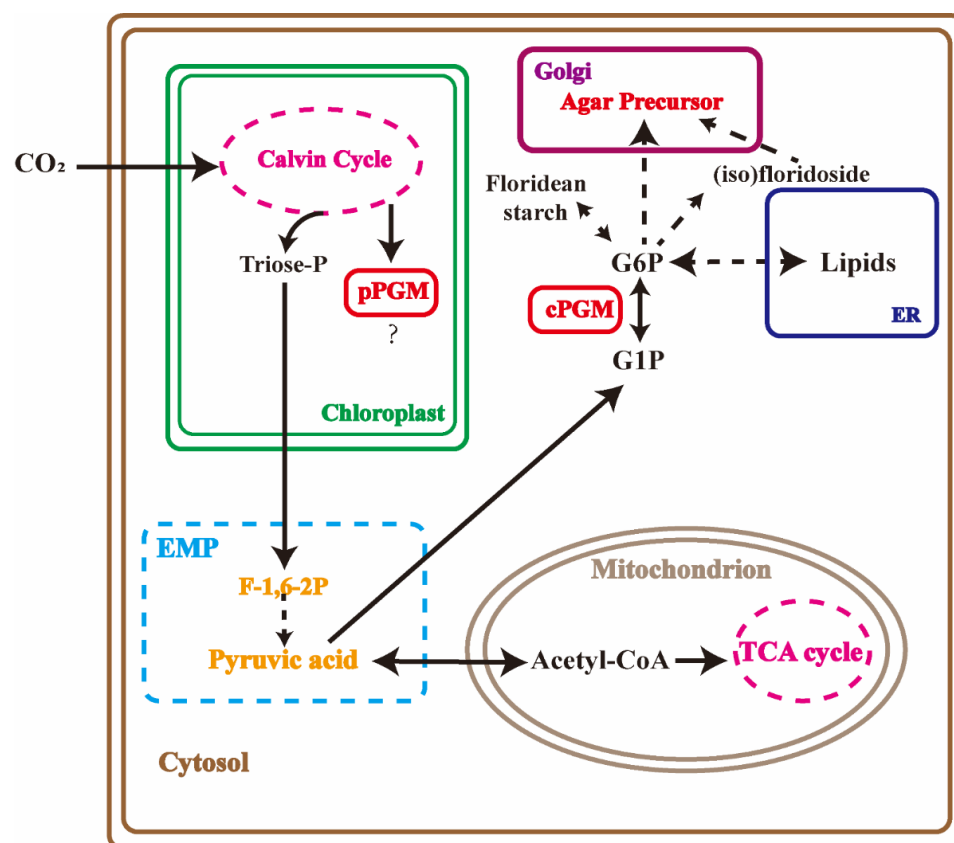 Golgi
Agar Precursor
CO₂
Calvin Cycle
Floridean
starch
(iso)floridoside
Triose-P
G6P
Lipids
pPGM
cPGM
ER
?
G1P
Chloroplast
EMP
Mitochondrion
F-1,6-2P
Pyruvic acid
Acetyl-CoA
TCA cycle
Cytosol